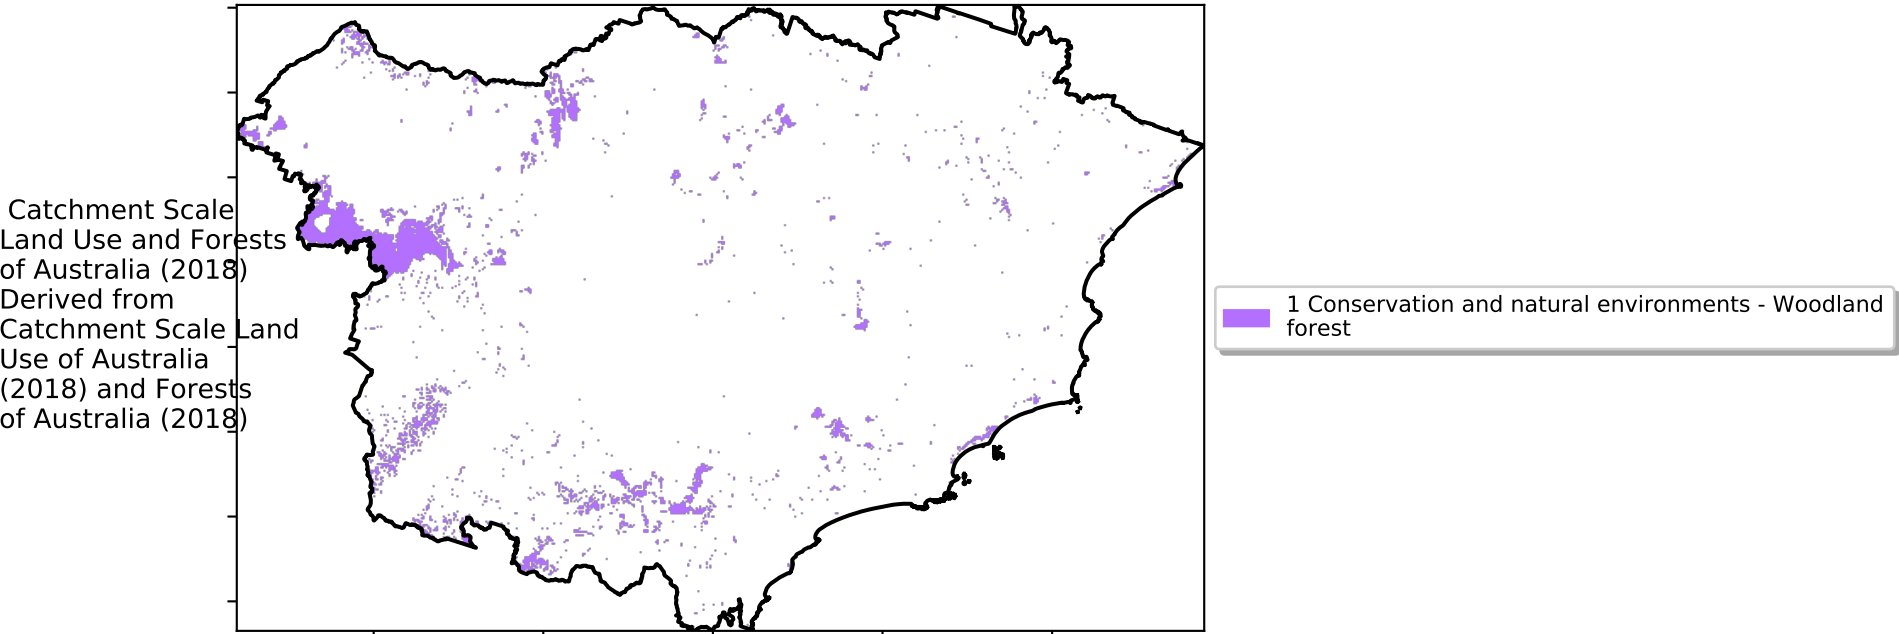 Catchment Scale
Land Use and Forests
of Australia (2018)
Derived from
Catchment Scale Land
Use of Australia
(2018) and Forests
of Australia (2018)
1 Conservation and natural environments - Woodland
forest